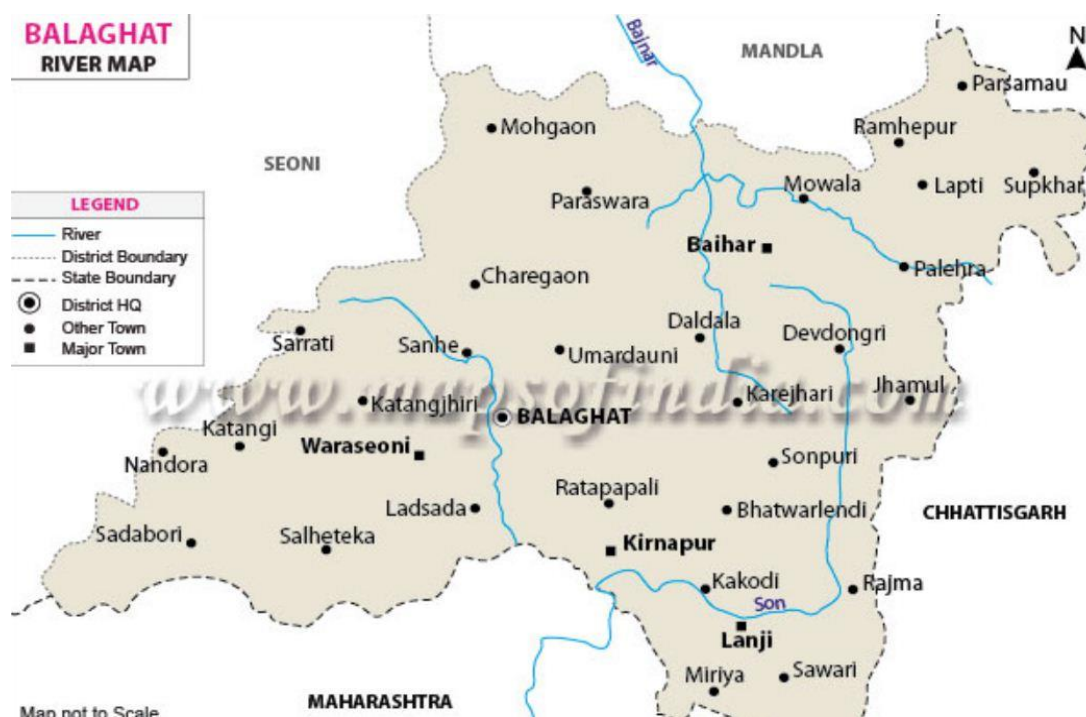 BALAGHAT
RIVER MAP
Bajnar
MANDLA
N
Parsamau
Mohgaon
Ramhepur
SEONI
Lapti
Supkhar
Paraswara
Mowala
LEGEND
River
District Boundary
State Boundary
District HQ
Other Town
Major Town
Baihar
Palehra
Charegaon
Daldala
Devdongri
Sarrati
Sanhe
Umardauni
www.mapsofindia.com
Katangjhiri
Karejhari
Jhamul
BALAGHAT
Katangi
Waraseoni
Nandora
Sonpuri
Ratapapali
Ladsada
Bhatwarlendi
CHHATTISGARH
Sadabori
Salheteka
Kirnapur
Kakodi
Rajma
Son
Lanji
Miriya
Sawari
MAHARASHTRA
Map not to Scale